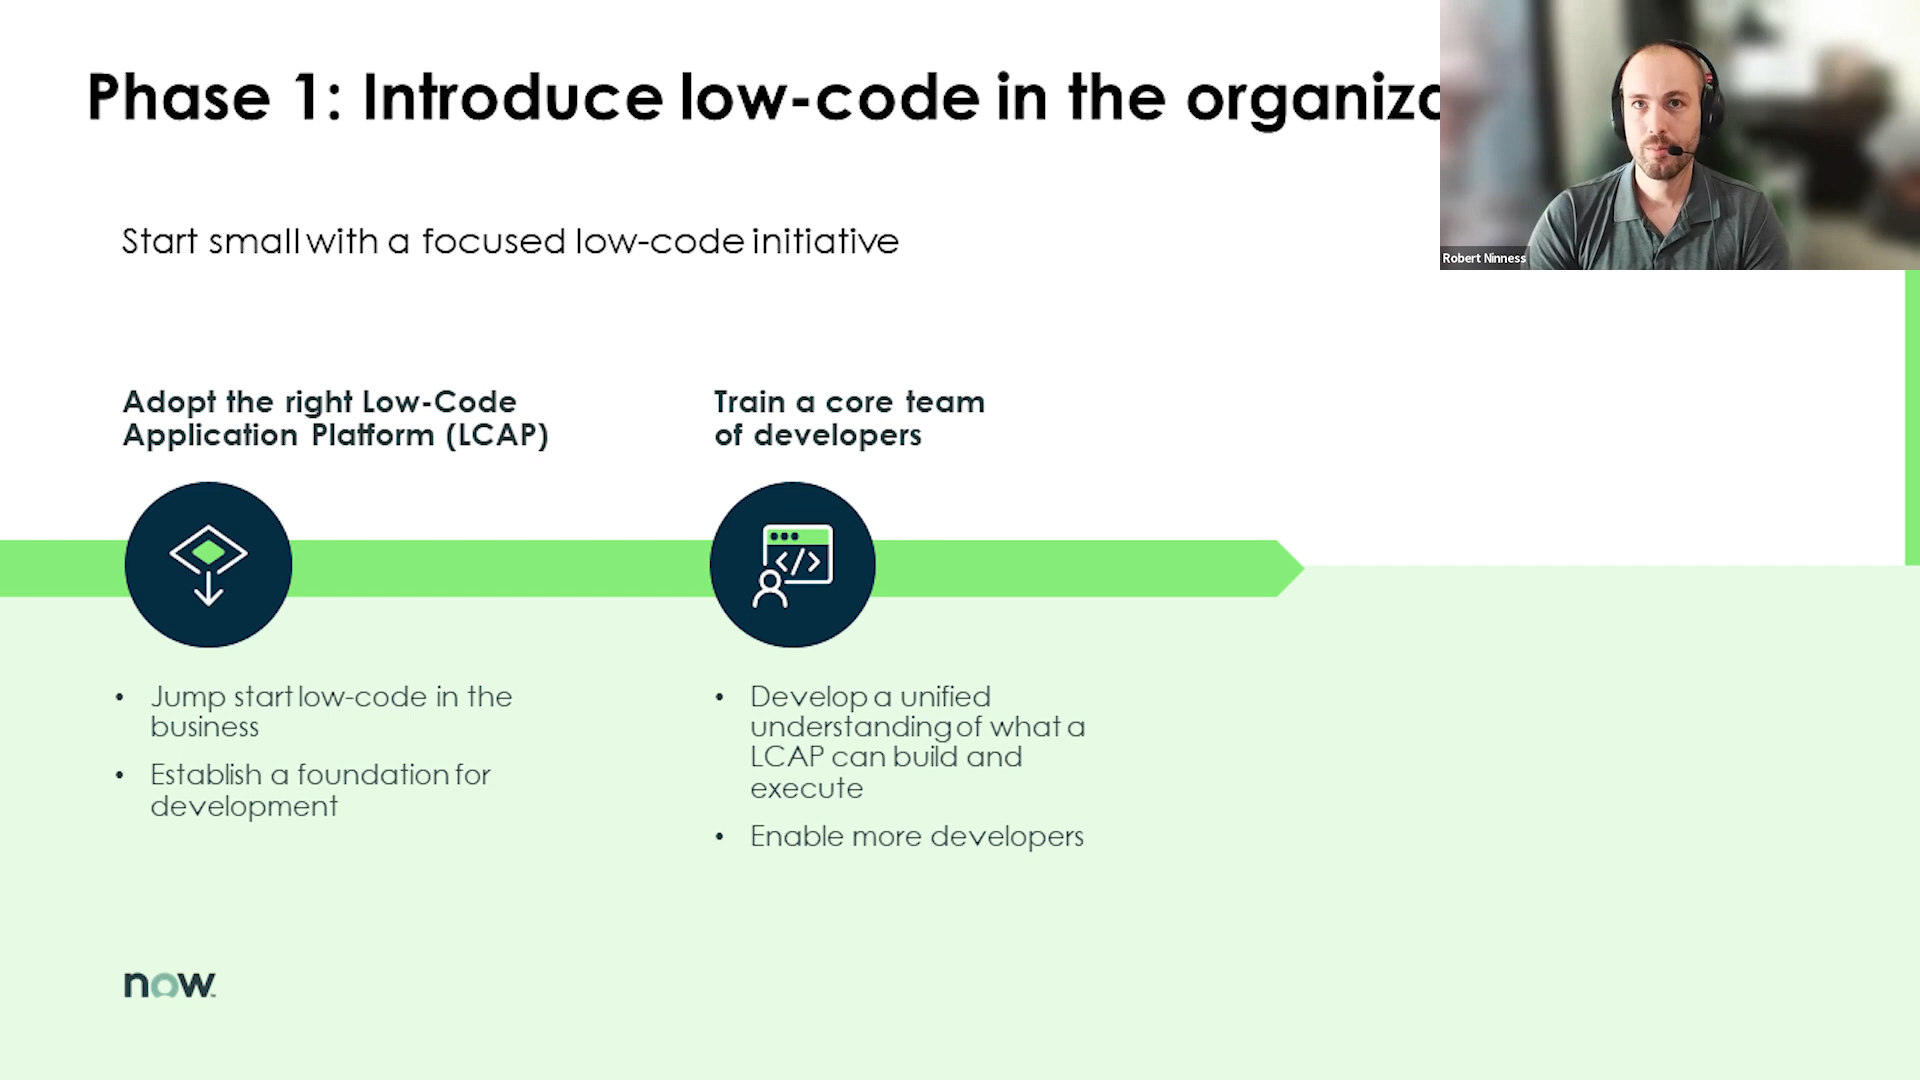 Phase 1: Introduce low-code in the organiza
Robert Ninness
Start small with a focused low-code initiative
Adopt the right Low-Code
Application Platform (LCAP)
Train a core team
of developers
</>
• Jump start low-code in the
business
• Establish a foundation for
development
• Develop a unified
understanding of what a
LCAP can build and
execute
• Enable more developers
now